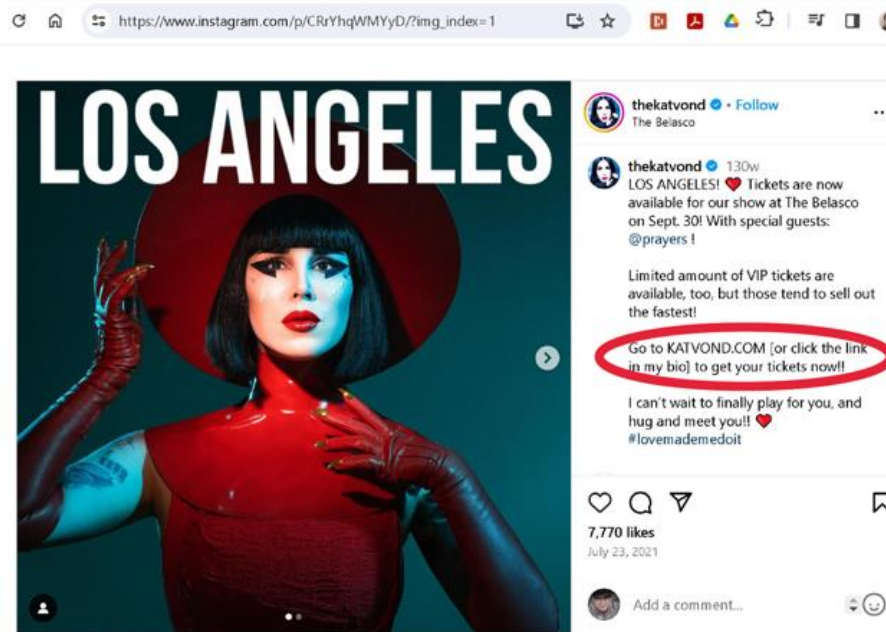 https://www.instagram.com/p/CRrYhqWMYyD/?img_index=1
LOS ANGELES
thekatvond • Follow
The Belasco
thekatvond 130w
LOS ANGELES! ❤️ Tickets are now
available for our show at The Belasco
on Sept. 30! With special guests:
@prayers !
Limited amount of VIP tickets are
available, too, but those tend to sell out
the fastest!
Go to KATVOND.COM [or click the link
in my bio] to get your tickets now!!
I can't wait to finally play for you, and
hug and meet you!! ❤️
#lovemademedoit
7,770 likes
July 23, 2021
Add a comment...